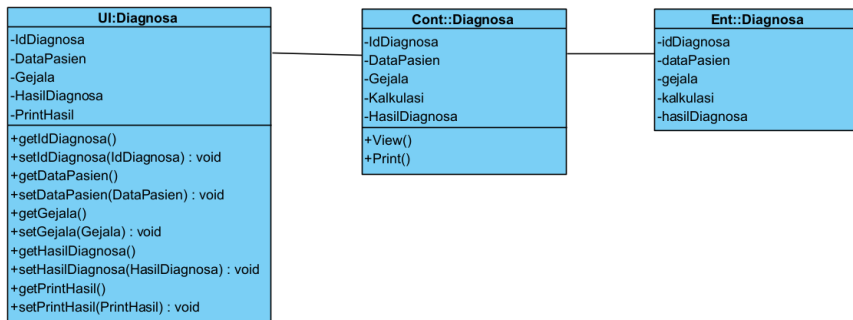 UI:Diagnosa
-IdDiagnosa
-DataPasien
-Gejala
-HasilDiagnosa
-PrintHasil
+getIdDiagnosa()
+setIdDiagnosa(IdDiagnosa) : void
+getDataPasien()
+setDataPasien(DataPasien) : void
+getGejala()
+setGejala(Gejala) : void
+getHasilDiagnosa()
+setHasilDiagnosa(HasilDiagnosa) : void
+getPrintHasil()
+setPrintHasil(PrintHasil) : void
Cont::Diagnosa
-IdDiagnosa
-DataPasien
-Gejala
-Kalkulasi
-HasilDiagnosa
+View()
+Print()
Ent::Diagnosa
-idDiagnosa
-dataPasien
-gejala
-kalkulasi
-hasilDiagnosa